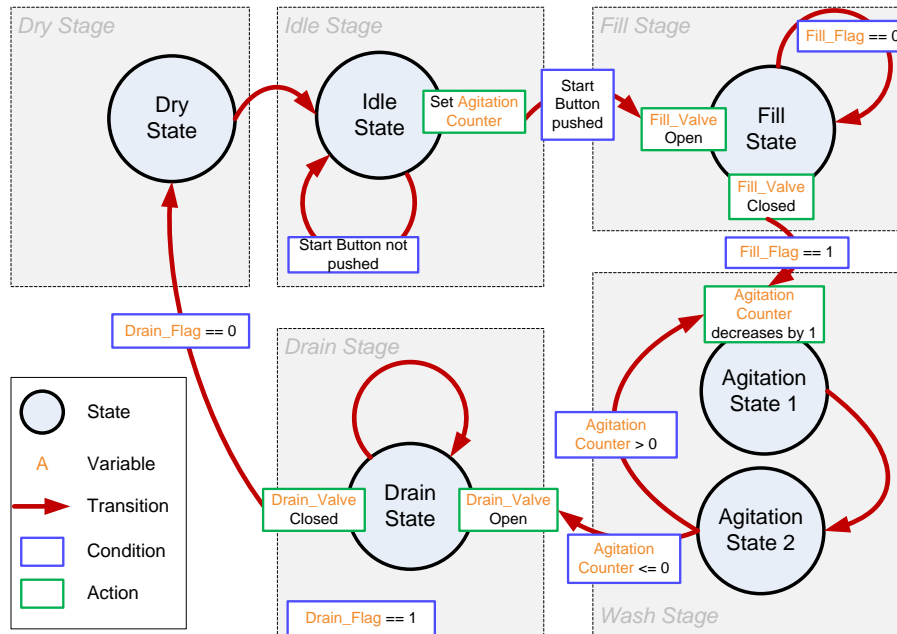 Dry Stage
Dry
State
Idle Stage
Idle
State
Set Agitation
Counter
Start Button not
pushed
Start
Button
pushed
Fill Stage
Fill_Flag == 0
Fill_Valve
Open
Fill
State
Fill_Valve
Closed
Fill_Flag == 1
Agitation
Counter
decreases by 1
Agitation
State 1
Agitation
Counter > 0
Agitation
State 2
Agitation
Counter <= 0
Wash Stage
Drain Stage
Drain_Valve
Closed
Drain
State
Drain_Valve
Open
Drain_Flag == 1
Drain_Flag == 0
State
A Variable
Transition
Condition
Action